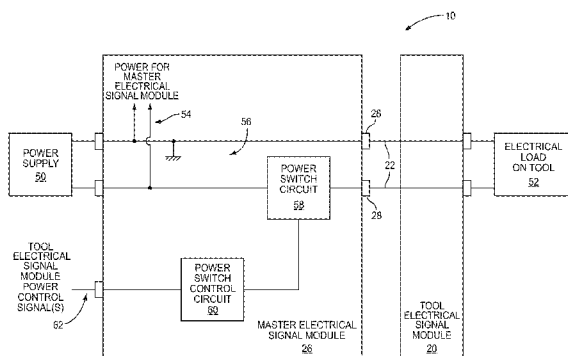 10
POWER FOR
MASTER
ELECTRICAL
SIGNAL MODULE
54
56
26
22
POWER
SUPPLY
50
POWER
SWITCH
CIRCUIT
58
ELECTRICAL
LOAD
ON TOOL
52
22
28
TOOL
ELECTRICAL
SIGNAL
MODULE
POWER
CONTROL
SIGNAL(S)
62
POWER
SWITCH
CONTROL
CIRCUIT
60
MASTER ELECTRICAL
SIGNAL MODULE
26
TOOL
ELECTRICAL
SIGNAL
MODULE
20